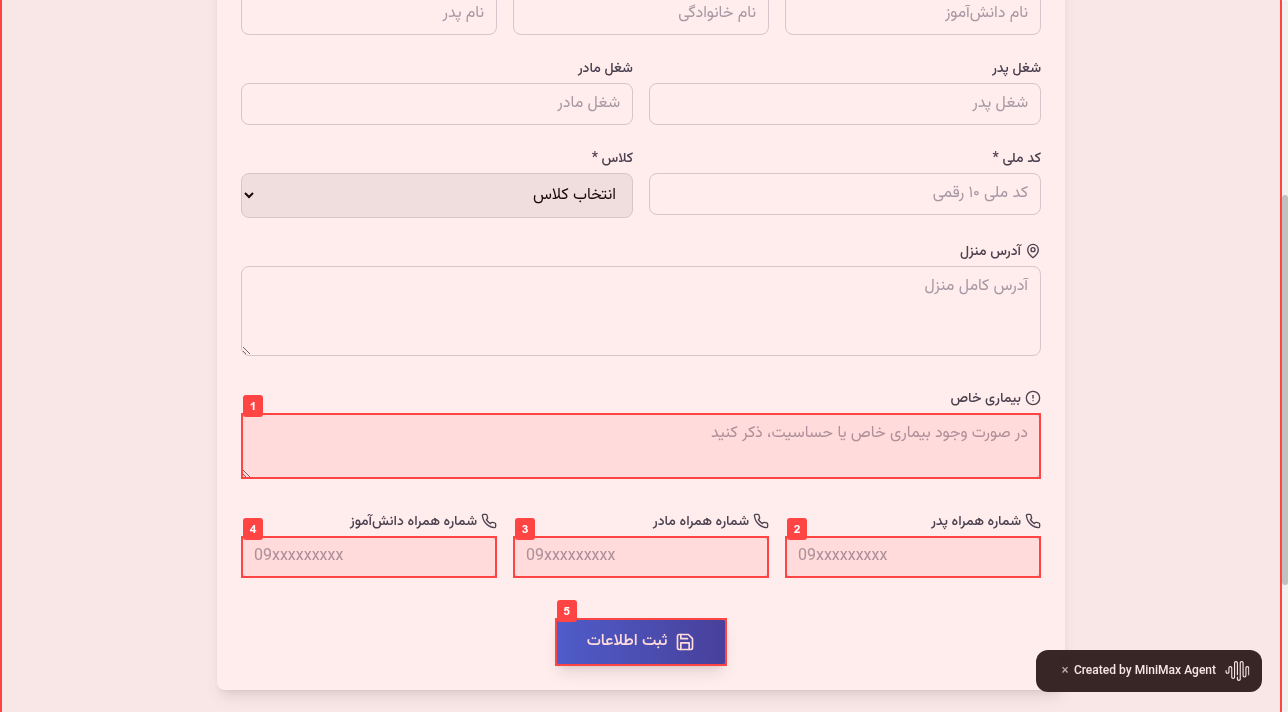 نام دانش‌آموز
نام خانوادگی
نام پدر
شغل پدر
شغل مادر
شغل پدر
شغل مادر
کد ملی *
کلاس *
کد ملی ۱۰ رقمی
انتخاب کلاس
آدرس منزل
آدرس کامل منزل
بیماری خاص
1
در صورت وجود بیماری خاص یا حساسیت، ذکر کنید
شماره همراه پدر
2
شماره همراه مادر
3
شماره همراه دانش‌آموز
4
09xxxxxxxxx
09xxxxxxxxx
09xxxxxxxxx
5
ثبت اطلاعات
× Created by MiniMax Agent